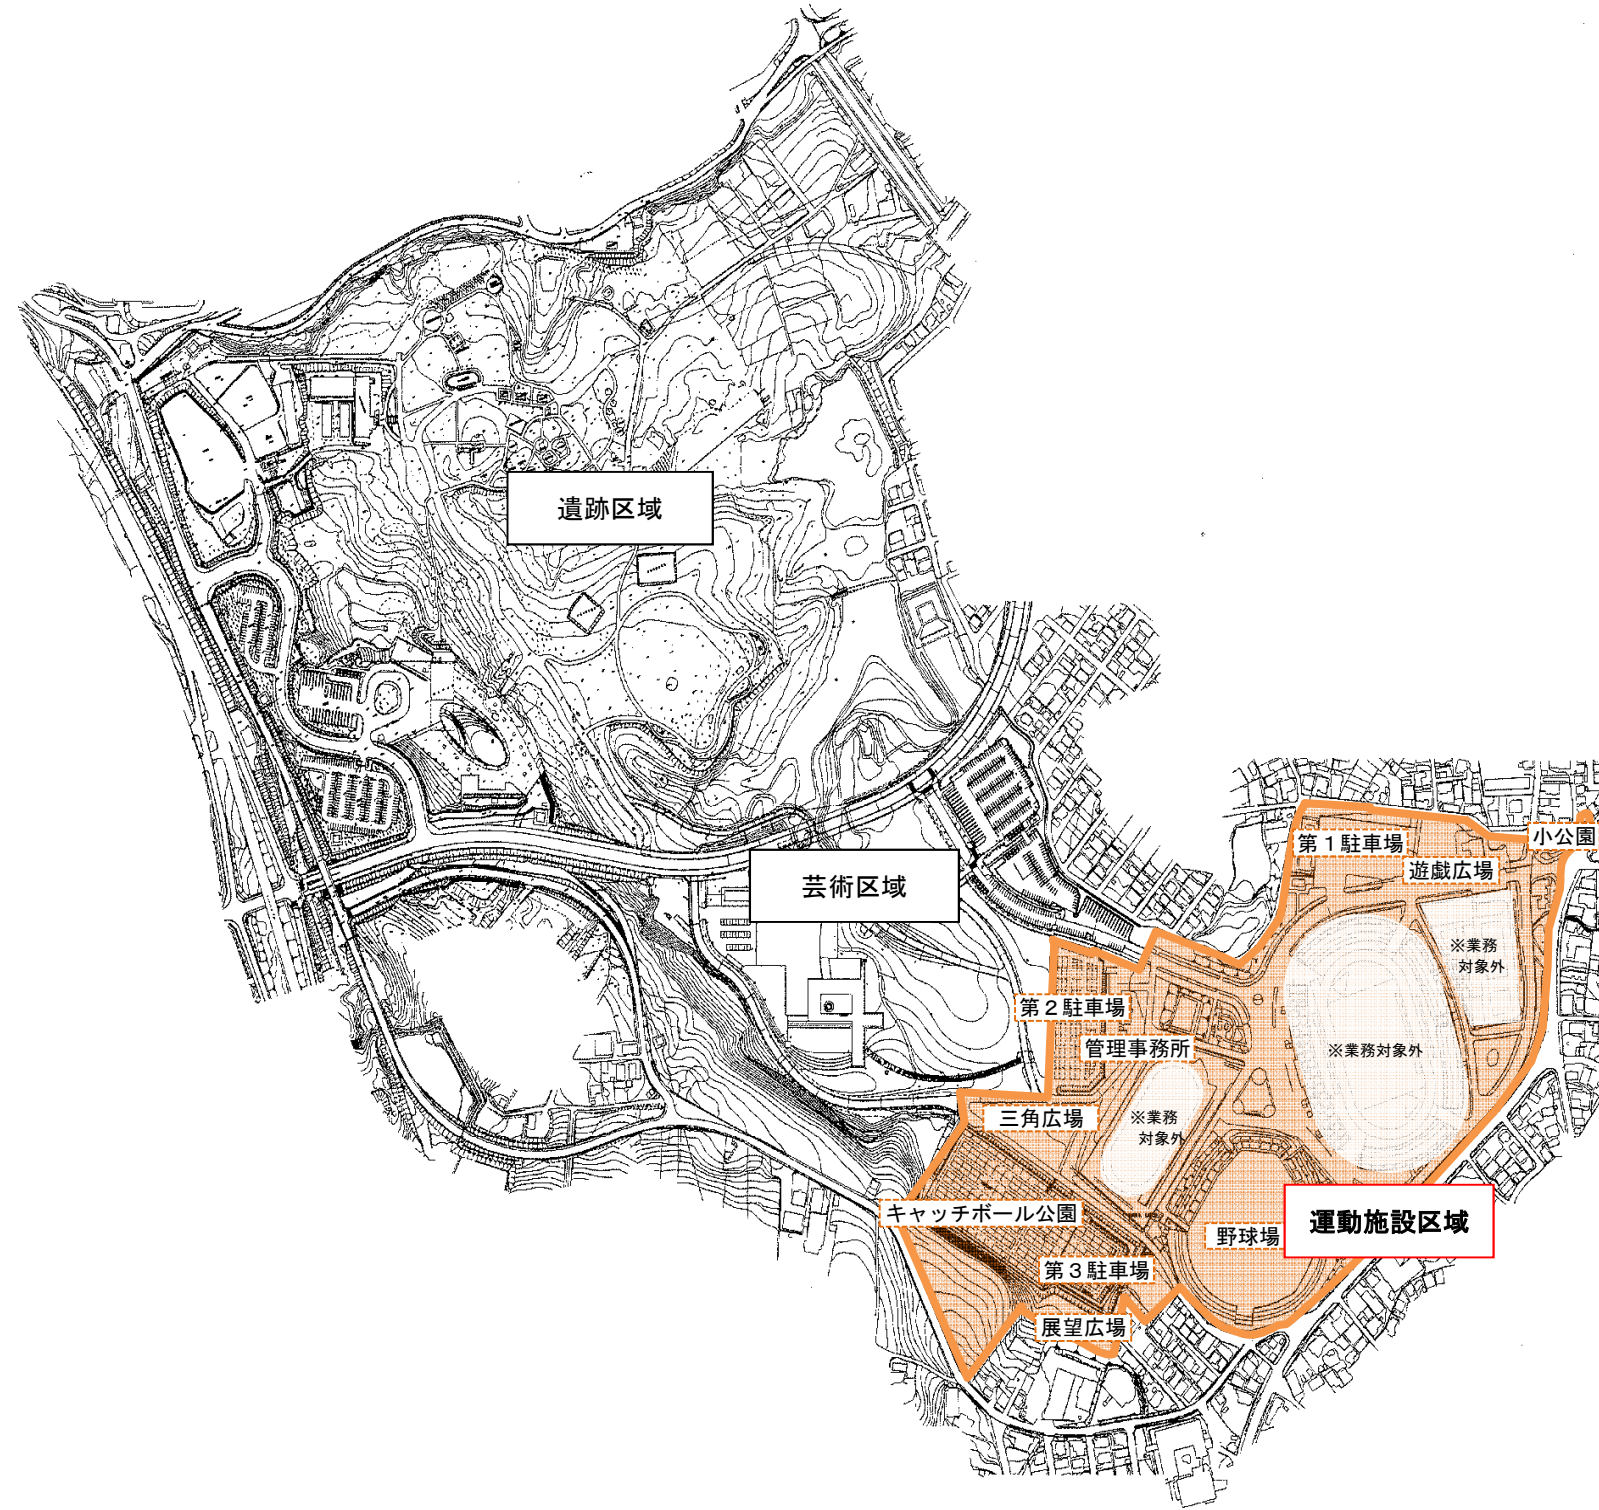 遺跡区域
芸術区域
第1駐車場
小公園
遊戯広場
※業務
対象外
第2駐車場
管理事務所
※業務対象外
三角広場
※業務
対象外
キャッチボール公園
野球場
運動施設区域
第3駐車場
展望広場